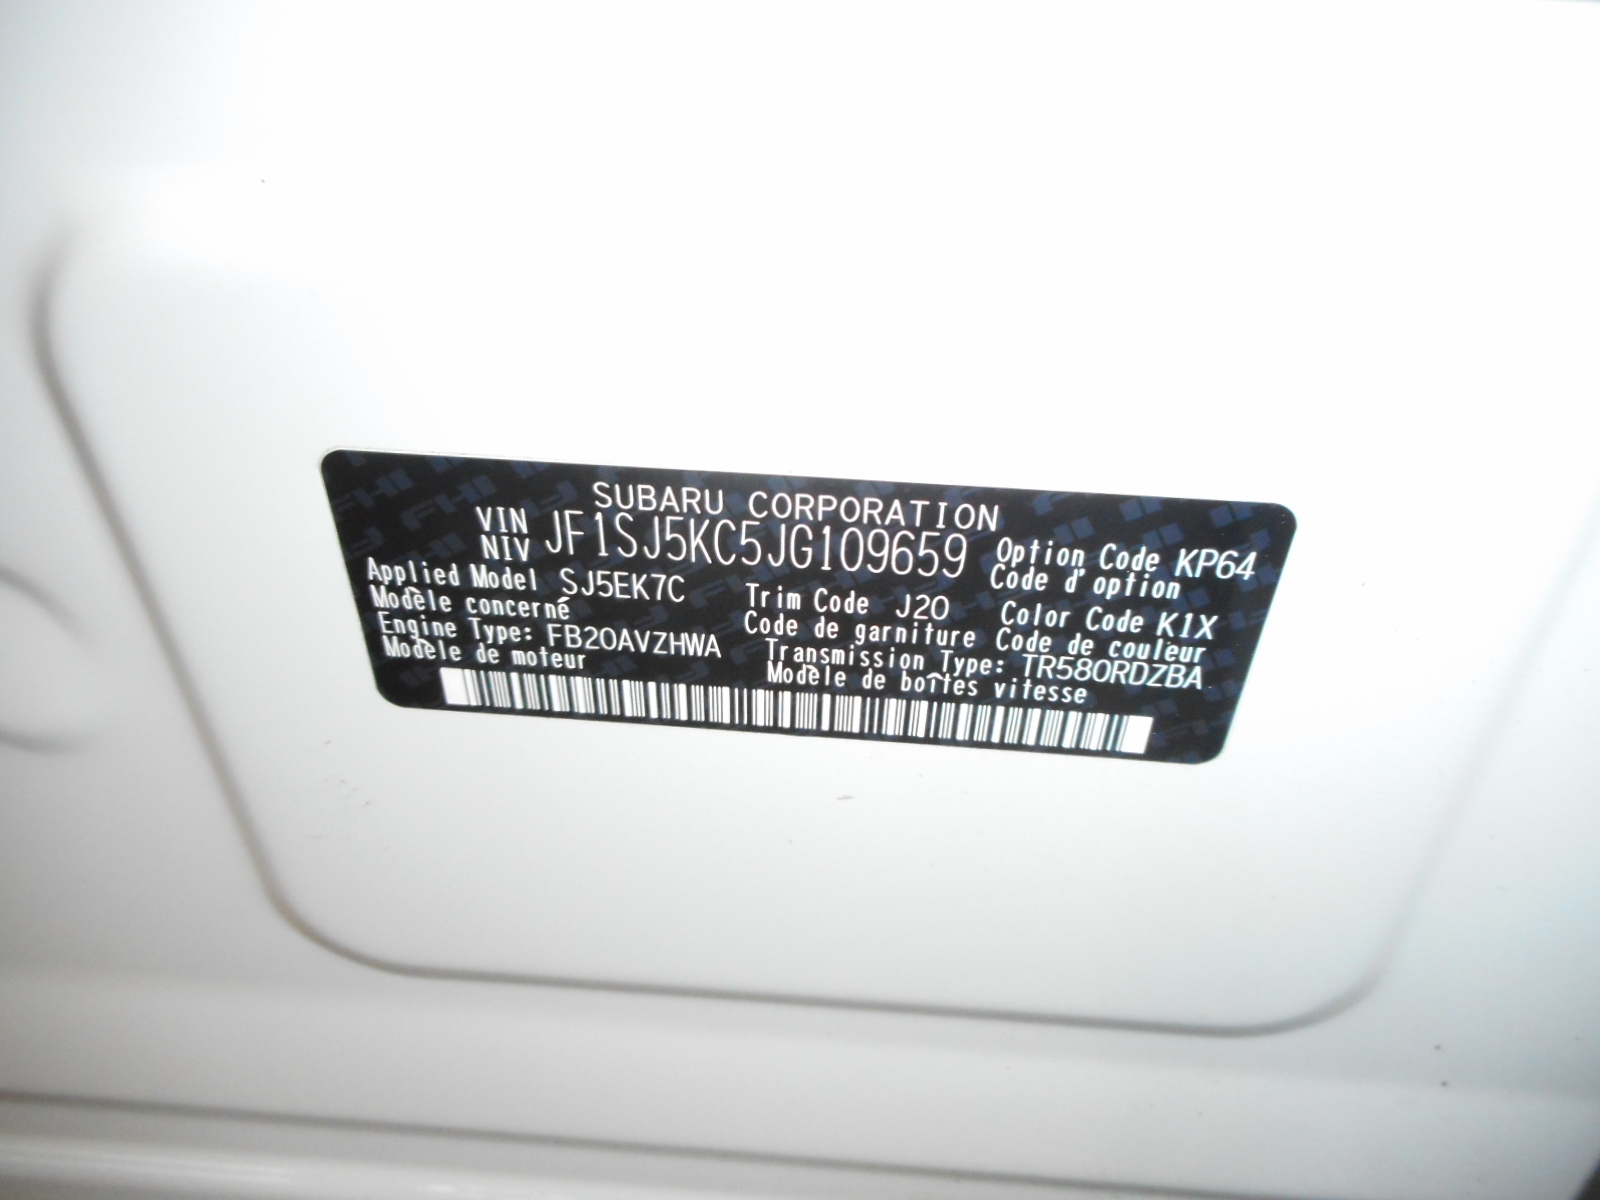 SUBARU CORPORATION
VIN
NIV JF1SJ5KC5JG109659
Option Code KP64
Code d'option
Applied Model SJ5EK7C
Modèle concerné
Trim Code J20
Code de garniture
Color Code K1X
Code de couleur
Engine Type: FB20AVZHWA
Modèle de moteur
Transmission Type: TR580RDZBA
Modèle de boîtes vitesse
FHI FHI